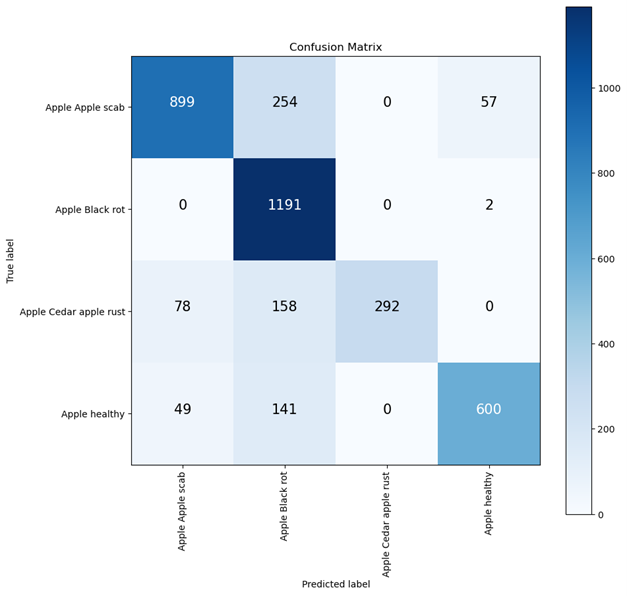 Confusion Matrix
True label
Apple Apple scab
899 254 0 57
Apple Black rot
0 1191 0 2
Apple Cedar apple rust
78 158 292 0
Apple healthy
49 141 0 600
Apple Apple scab
Apple Black rot
Apple Cedar apple rust
Apple healthy
Predicted label
1000
800
600
400
200
0